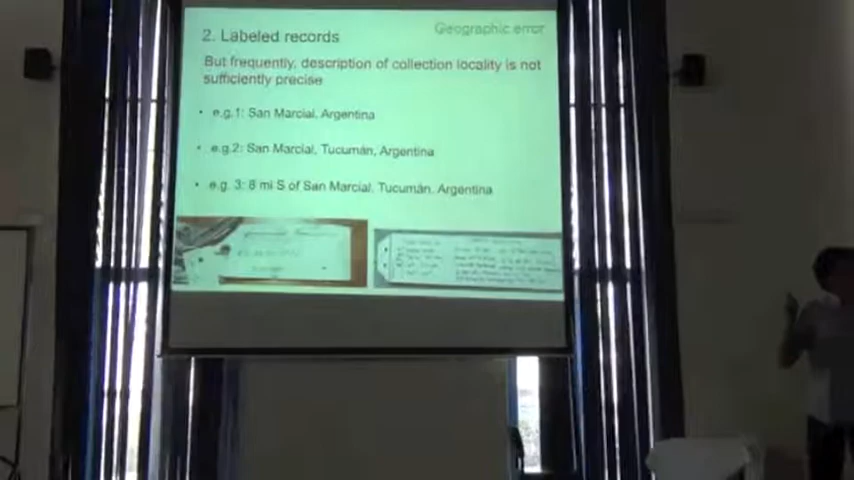 Geographic error
2. Labeled records
But frequently, description of collection locality is not
sufficiently precise
• e.g.1: San Marcial, Argentina
• e.g.2: San Marcial, Tucumán, Argentina
• e.g. 3: 8 mi S of San Marcial, Tucumán, Argentina